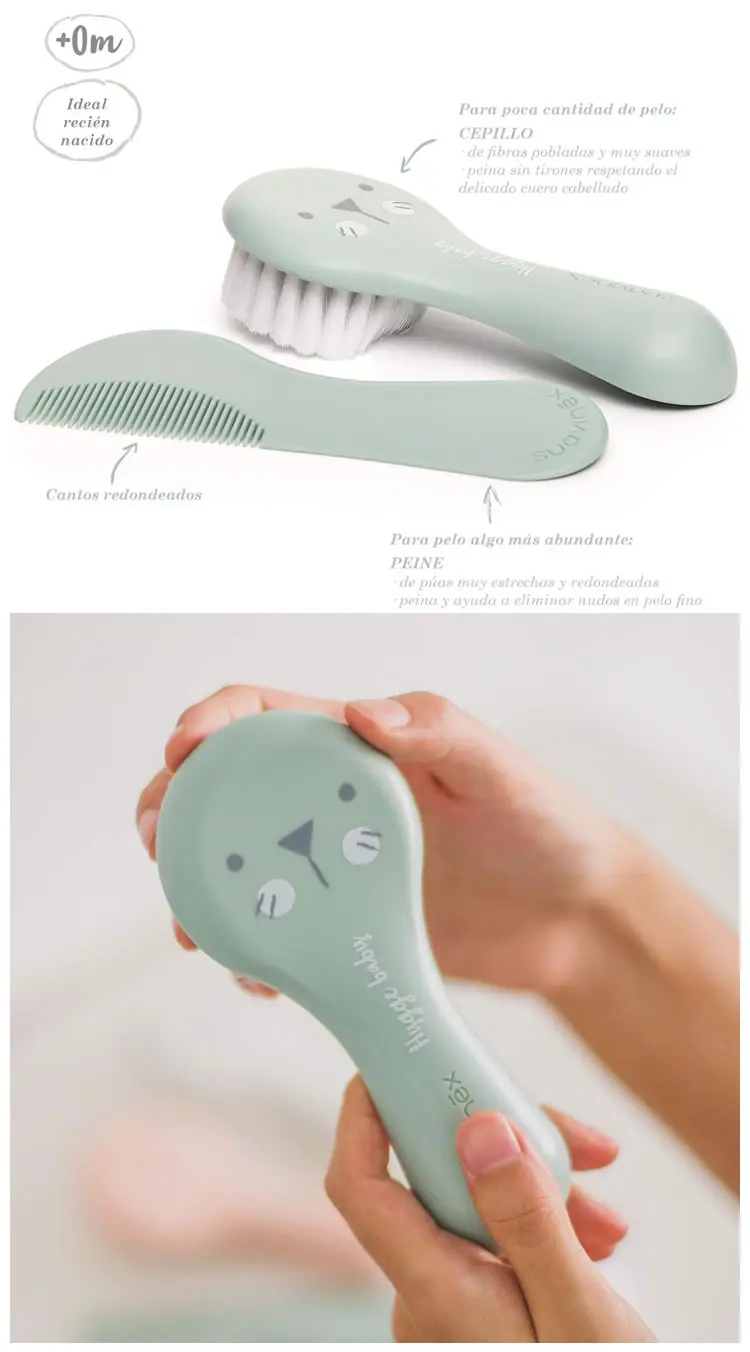 +0m
Ideal
recién
nacido
Para poca cantidad de pelo:
CEPILLO
· de fibras pobladas y muy suaves
· peina sin tirones respetando el
delicado cuero cabelludo
Hygge baby
suavinex
suavinēx
Cantos redondeados
Para pelo algo más abundante:
PEINE
· de púas muy estrechas y redondeadas
· peina y ayuda a eliminar nudos en pelo fino
Hygge baby
nēx